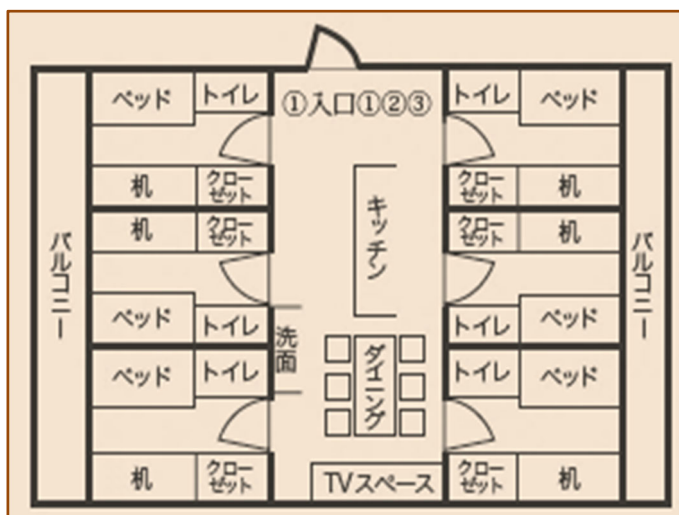 ベッド トイレ ①入口①②③ トイレ ベッド
机 クローゼット クローゼット 机
机 クローゼット キッチン クローゼット 机
バルコニー バルコニー
ベッド トイレ トイレ ベッド
洗面
ベッド トイレ ダイニング トイレ ベッド
机 クローゼット TVスペース クローゼット 机